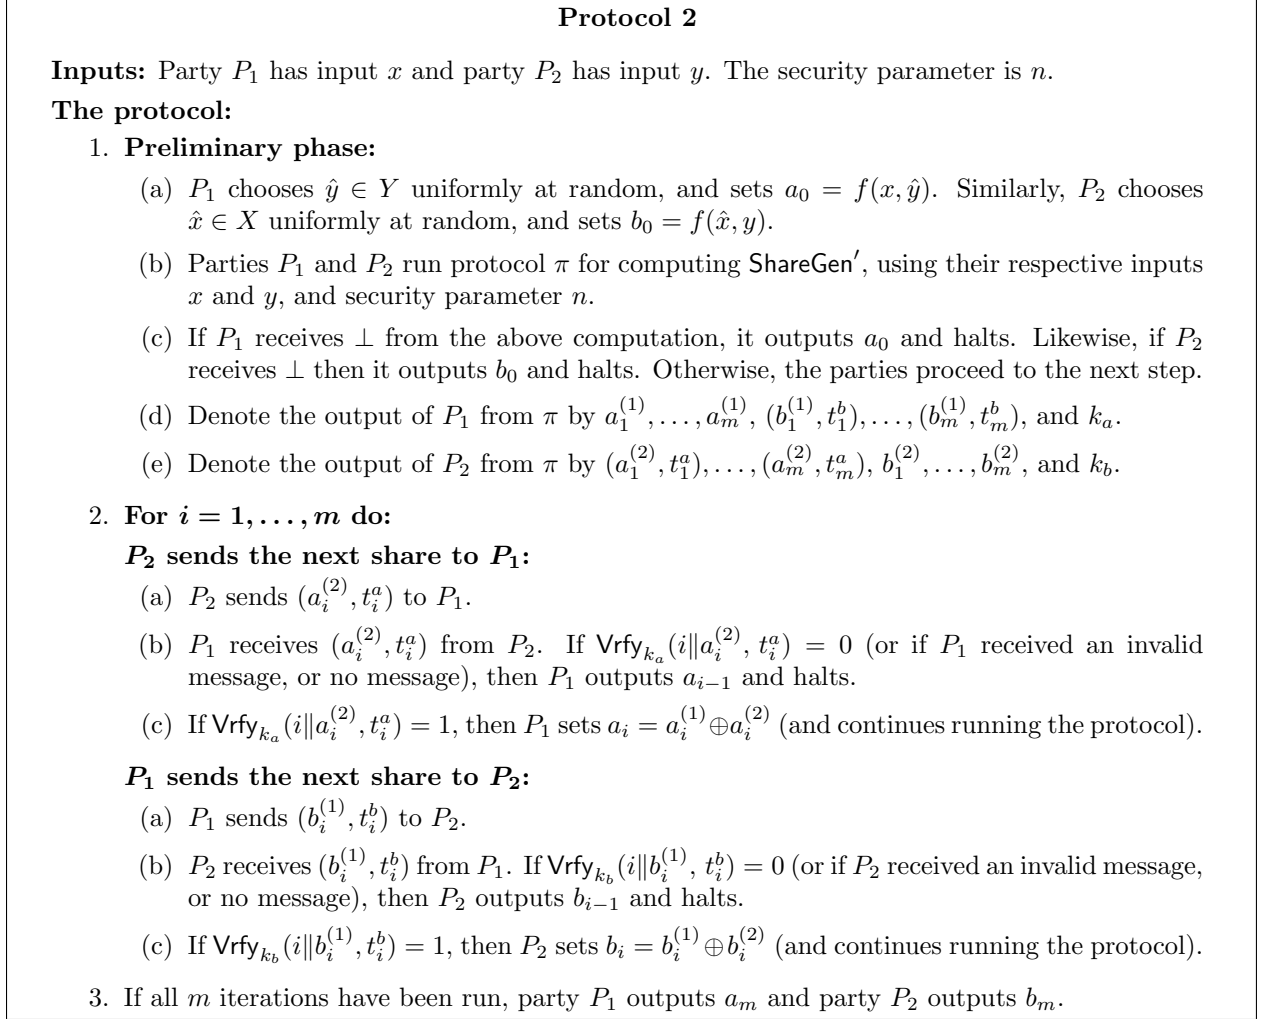 Protocol 2
Inputs: Party P₁ has input x and party P₂ has input y. The security parameter is n.
The protocol:
1. Preliminary phase:
(a) P₁ chooses ŷ ∈ Y uniformly at random, and sets a₀ = f(x, ŷ). Similarly, P₂ chooses
x̂ ∈ X uniformly at random, and sets b₀ = f(x̂, y).
(b) Parties P₁ and P₂ run protocol π for computing ShareGen′, using their respective inputs
x and y, and security parameter n.
(c) If P₁ receives ⊥ from the above computation, it outputs a₀ and halts. Likewise, if P₂
receives ⊥ then it outputs b₀ and halts. Otherwise, the parties proceed to the next step.
(d) Denote the output of P₁ from π by a₁⁽¹⁾, . . . , aₘ⁽¹⁾, (b₁⁽¹⁾, t₁ᵇ), . . . , (bₘ⁽¹⁾, tₘᵇ), and kₐ.
(e) Denote the output of P₂ from π by (a₁⁽²⁾, t₁ᵃ), . . . , (aₘ⁽²⁾, tₘᵃ), b₁⁽²⁾, . . . , bₘ⁽²⁾, and k_b.
2. For i = 1, . . . , m do:
P₂ sends the next share to P₁:
(a) P₂ sends (aᵢ⁽²⁾, tᵢᵃ) to P₁.
(b) P₁ receives (aᵢ⁽²⁾, tᵢᵃ) from P₂. If Vrfy_{kₐ}(i‖aᵢ⁽²⁾, tᵢᵃ) = 0 (or if P₁ received an invalid
message, or no message), then P₁ outputs aᵢ₋₁ and halts.
(c) If Vrfy_{kₐ}(i‖aᵢ⁽²⁾, tᵢᵃ) = 1, then P₁ sets aᵢ = aᵢ⁽¹⁾ ⊕ aᵢ⁽²⁾ (and continues running the protocol).
P₁ sends the next share to P₂:
(a) P₁ sends (bᵢ⁽¹⁾, tᵢᵇ) to P₂.
(b) P₂ receives (bᵢ⁽¹⁾, tᵢᵇ) from P₁. If Vrfy_{k_b}(i‖bᵢ⁽¹⁾, tᵢᵇ) = 0 (or if P₂ received an invalid message,
or no message), then P₂ outputs bᵢ₋₁ and halts.
(c) If Vrfy_{k_b}(i‖bᵢ⁽¹⁾, tᵢᵇ) = 1, then P₂ sets bᵢ = bᵢ⁽¹⁾ ⊕ bᵢ⁽²⁾ (and continues running the protocol).
3. If all m iterations have been run, party P₁ outputs aₘ and party P₂ outputs bₘ.